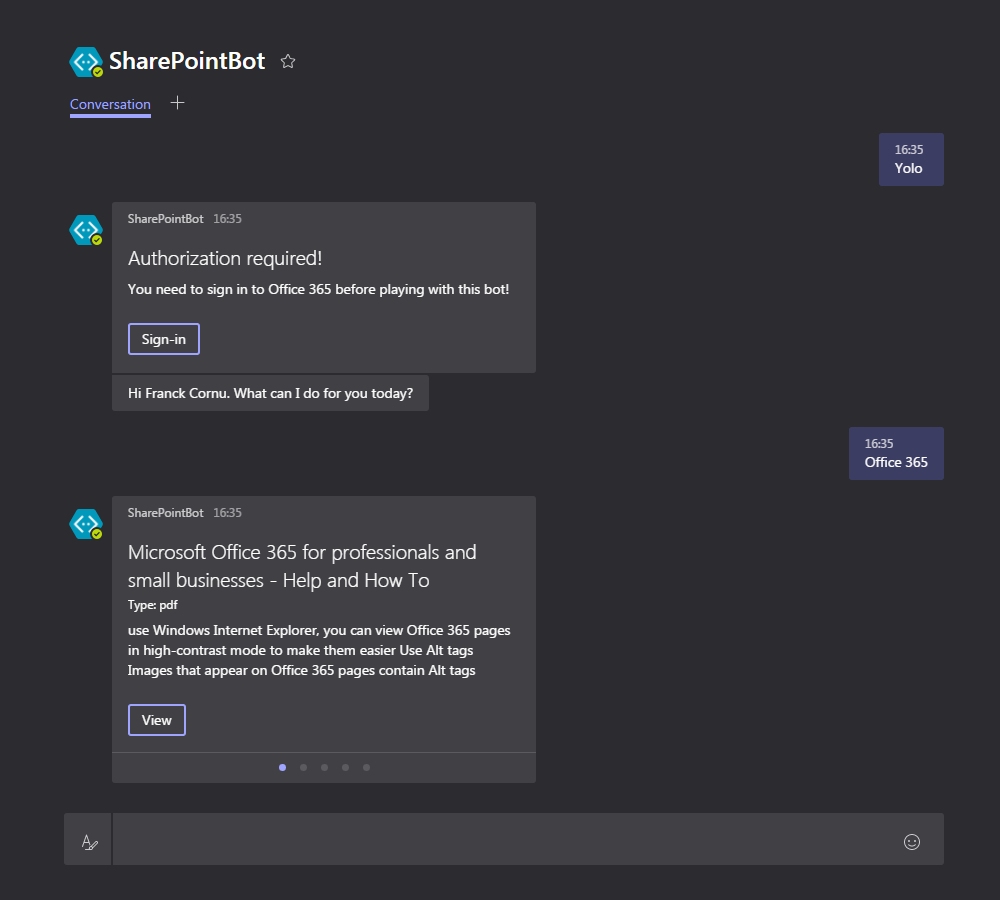 SharePointBot
Conversation
16:35
Yolo
SharePointBot 16:35
Authorization required!
You need to sign in to Office 365 before playing with this bot!
Sign-in
Hi Franck Cornu. What can I do for you today?
16:35
Office 365
SharePointBot 16:35
Microsoft Office 365 for professionals and
small businesses - Help and How To
Type: pdf
use Windows Internet Explorer, you can view Office 365 pages
in high-contrast mode to make them easier Use Alt tags
Images that appear on Office 365 pages contain Alt tags
View